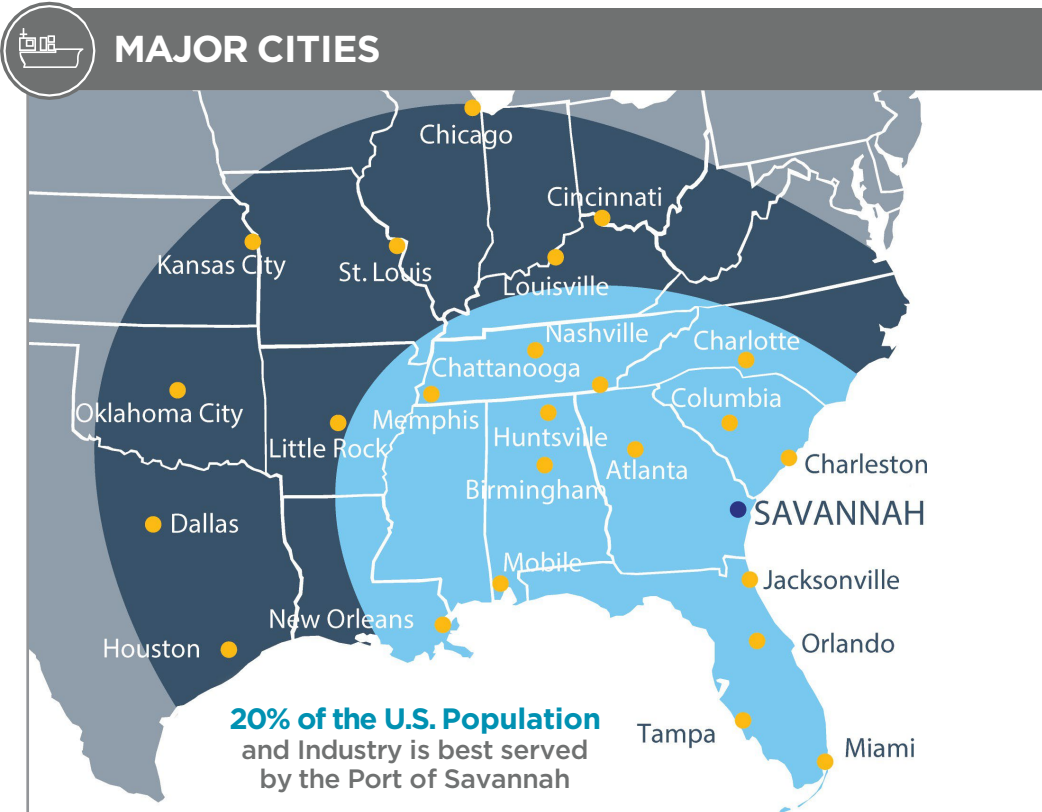 MAJOR CITIES
Chicago
Cincinnati
Kansas City
St. Louis
Louisville
Nashville
Charlotte
Chattanooga
Columbia
Oklahoma City
Memphis
Little Rock
Huntsville
Atlanta
Charleston
Birmingham
SAVANNAH
Dallas
Mobile
Jacksonville
New Orleans
Orlando
Houston
20% of the U.S. Population
and Industry is best served
by the Port of Savannah
Tampa
Miami